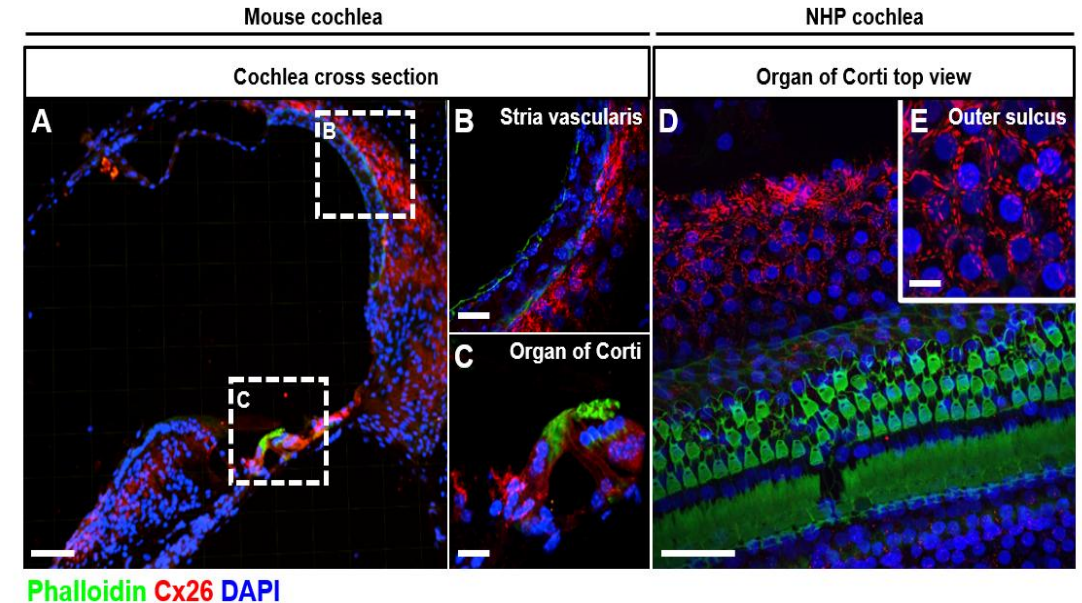 Mouse cochlea
NHP cochlea
Cochlea cross section
Organ of Corti top view
A
B
B
Stria vascularis
D
E
Outer sulcus
C
C
Organ of Corti
Phalloidin Cx26 DAPI